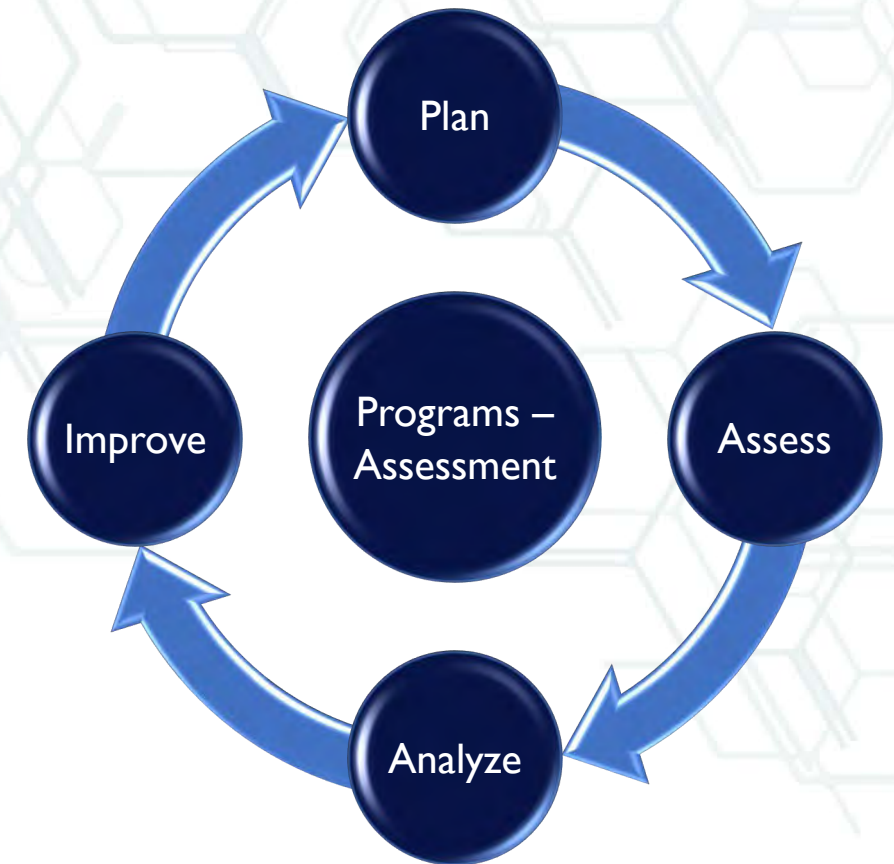 Plan
Improve
Programs –
Assessment
Assess
Analyze